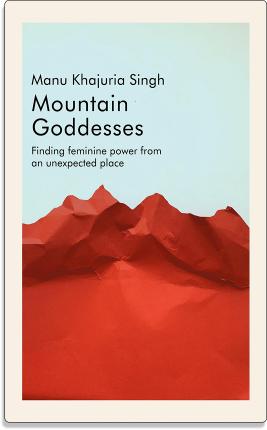 Manu Khajuria Singh
Mountain
Goddesses
Finding feminine power from
an unexpected place